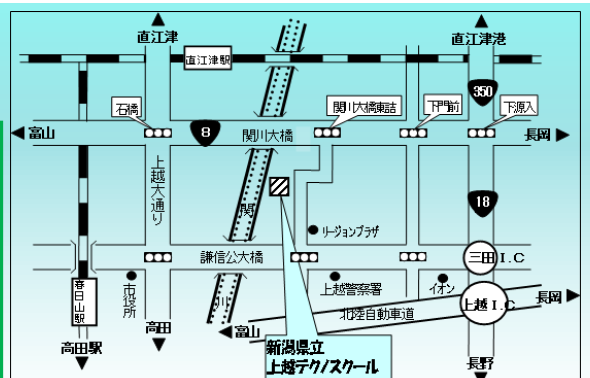 直江津
直江津港
直江津駅
350
石橋
関川大橋東詰
下門前
下源入
富山
8
関川大橋
長岡
上越大通り
関
18
リージョンプラザ
謙信公大橋
三田I.C
春日山駅
市役所
川
上越警察署
イオン
上越I.C
長岡
北陸自動車道
高田
富山
高田駅
新潟県立
上越テクノスクール
長野